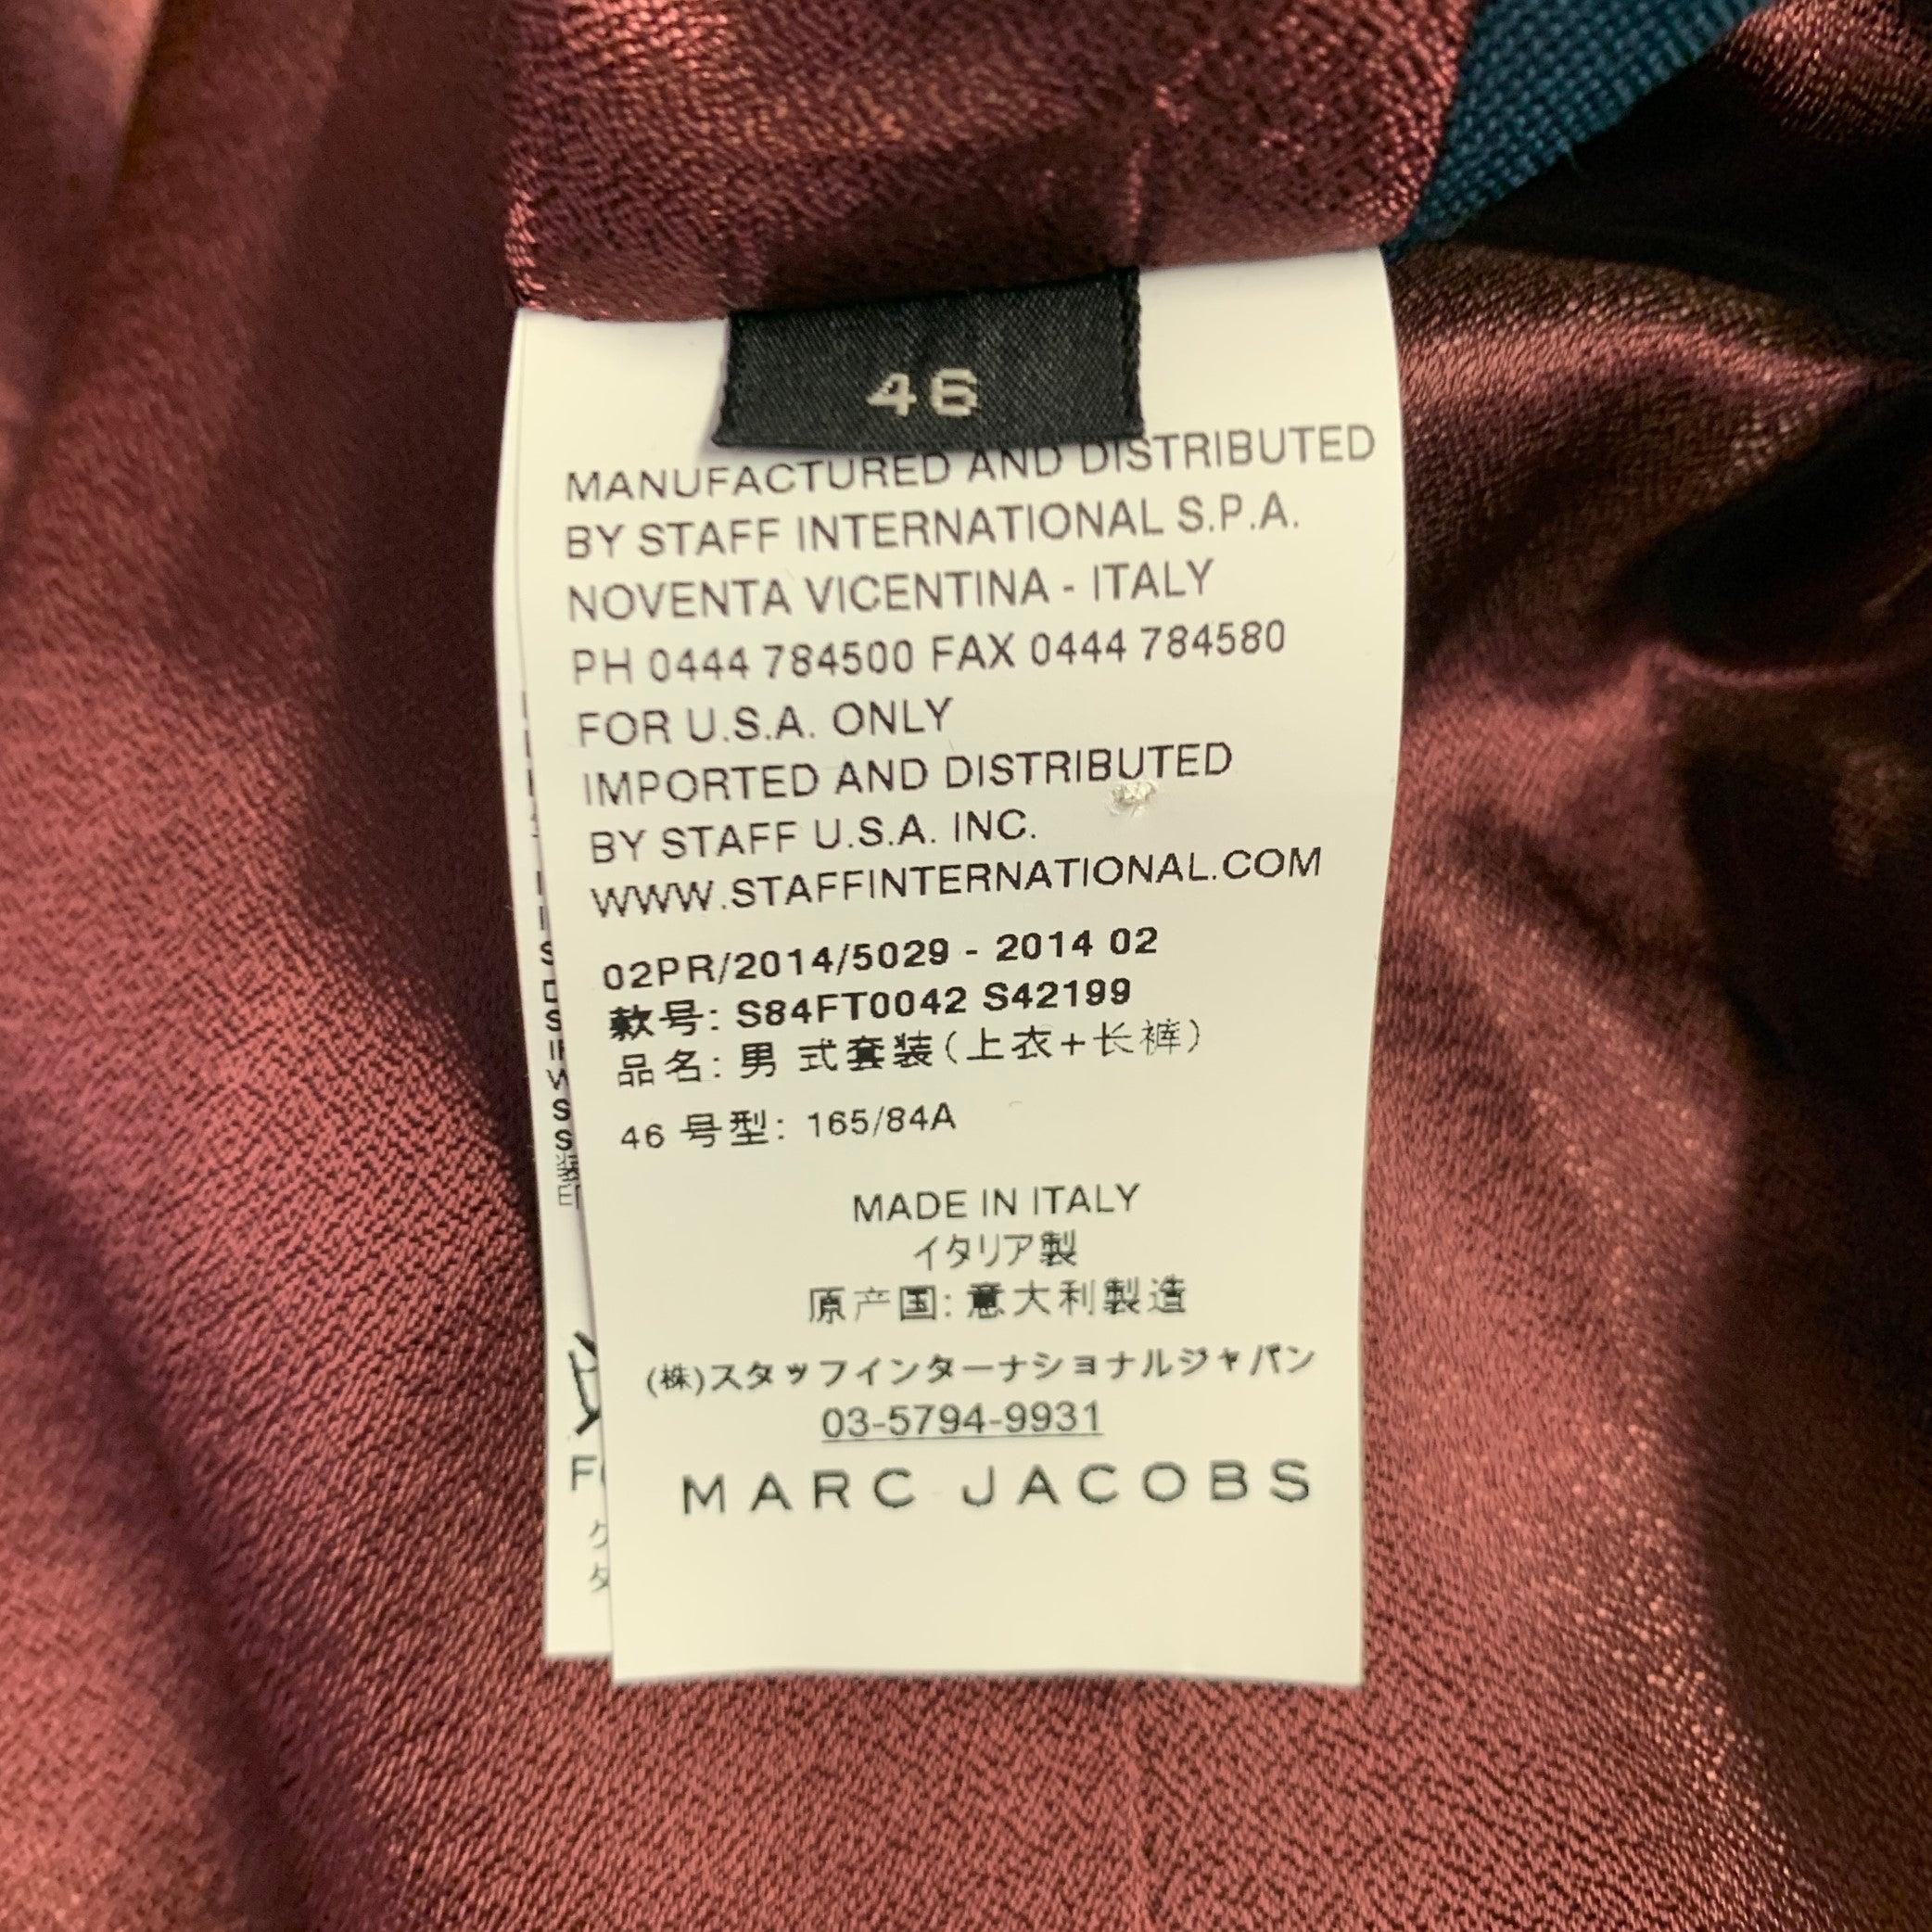 46
MANUFACTURED AND DISTRIBUTED
BY STAFF INTERNATIONAL S.P.A.
NOVENTA VICENTINA - ITALY
PH 0444 784500 FAX 0444 784580
FOR U.S.A. ONLY
IMPORTED AND DISTRIBUTED
BY STAFF U.S.A. INC.
WWW.STAFFINTERNATIONAL.COM
02PR/2014/5029 - 2014 02
款号: S84FT0042 S42199
品名: 男 式套装(上衣+长裤)
46 号型: 165/84A
MADE IN ITALY
イタリア製
原产国: 意大利製造
(株)スタッフインターナショナルジャパン
03-5794-9931
MARC JACOBS